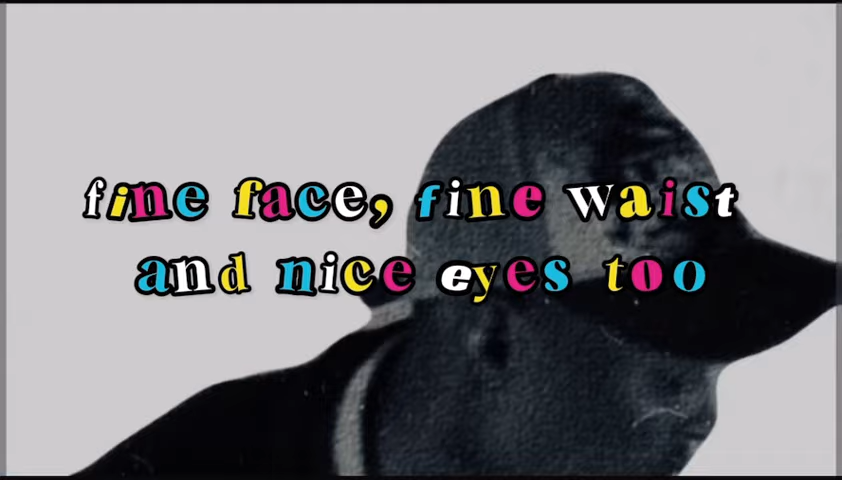 fine face, fine waist
and nice eyes too